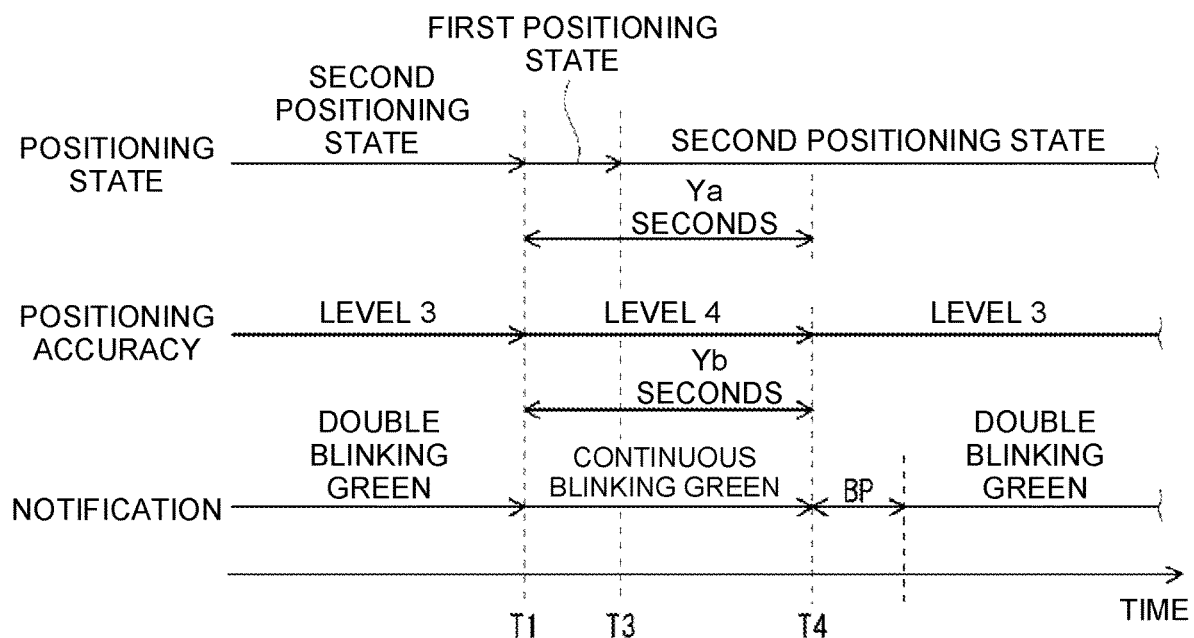 FIRST POSITIONING
STATE
SECOND
POSITIONING
STATE
SECOND POSITIONING STATE
POSITIONING
STATE
Ya
SECONDS
POSITIONING
ACCURACY
LEVEL 3
LEVEL 4
LEVEL 3
Yb
SECONDS
DOUBLE
BLINKING
GREEN
CONTINUOUS
BLINKING GREEN
BP
DOUBLE
BLINKING
GREEN
NOTIFICATION
TIME
T1
T3
T4